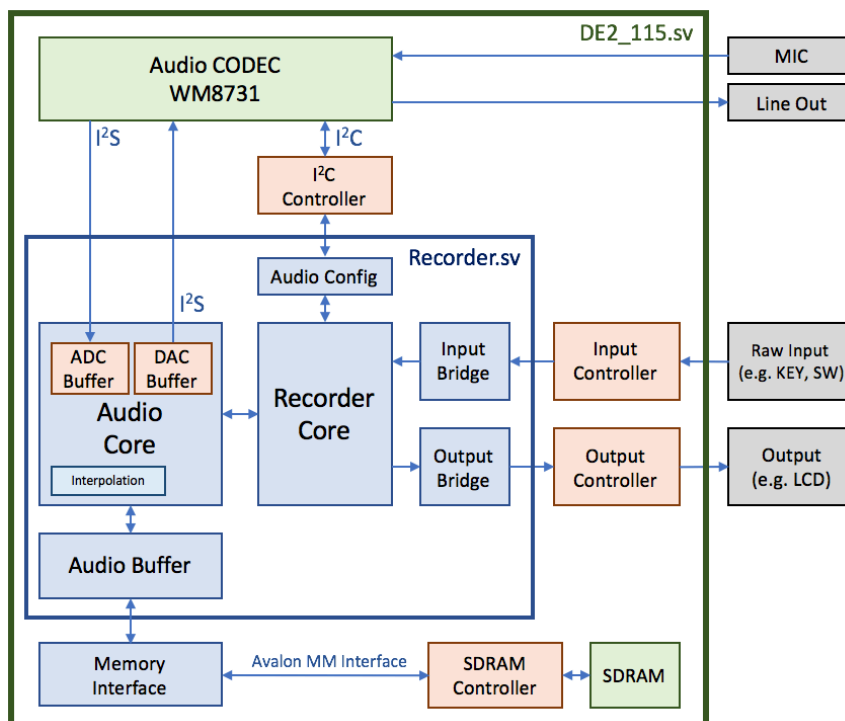 DE2_115.sv
Audio CODEC
WM8731
MIC
Line Out
I²S
I²C
I²C
Controller
Recorder.sv
Audio Config
I²S
ADC
Buffer
DAC
Buffer
Audio
Core
Interpolation
Recorder
Core
Input
Bridge
Input
Controller
Raw Input
(e.g. KEY, SW)
Output
Bridge
Output
Controller
Output
(e.g. LCD)
Audio Buffer
Memory
Interface
Avalon MM Interface
SDRAM
Controller
SDRAM